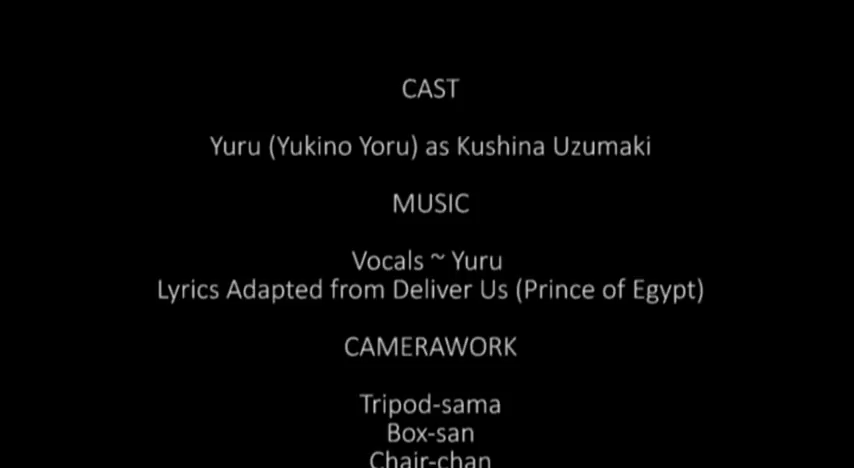 CAST
Yuru (Yukino Yoru) as Kushina Uzumaki
MUSIC
Vocals ~ Yuru
Lyrics Adapted from Deliver Us (Prince of Egypt)
CAMERAWORK
Tripod-sama
Box-san
Chair-chan